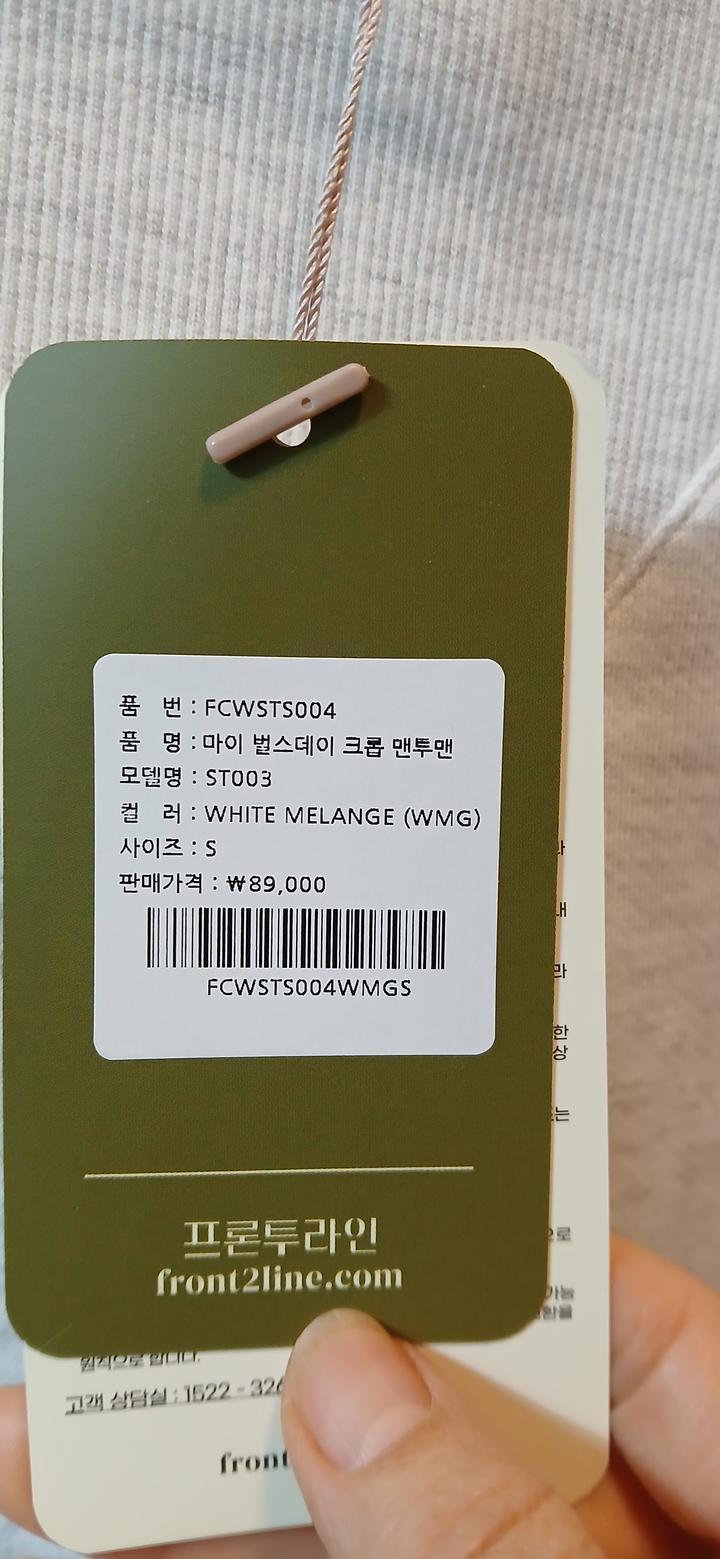 품 번 : FCWSTS004
품 명 : 마이 벌스데이 크롭 맨투맨
모델명 : ST003
컬 러 : WHITE MELANGE (WMG)
사이즈 : S
판매가격 : ₩89,000
FCWSTS004WMGS
프론투라인
front2line.com
원칙으로 합니다.
고객 상담실 : 1522 - 326
front